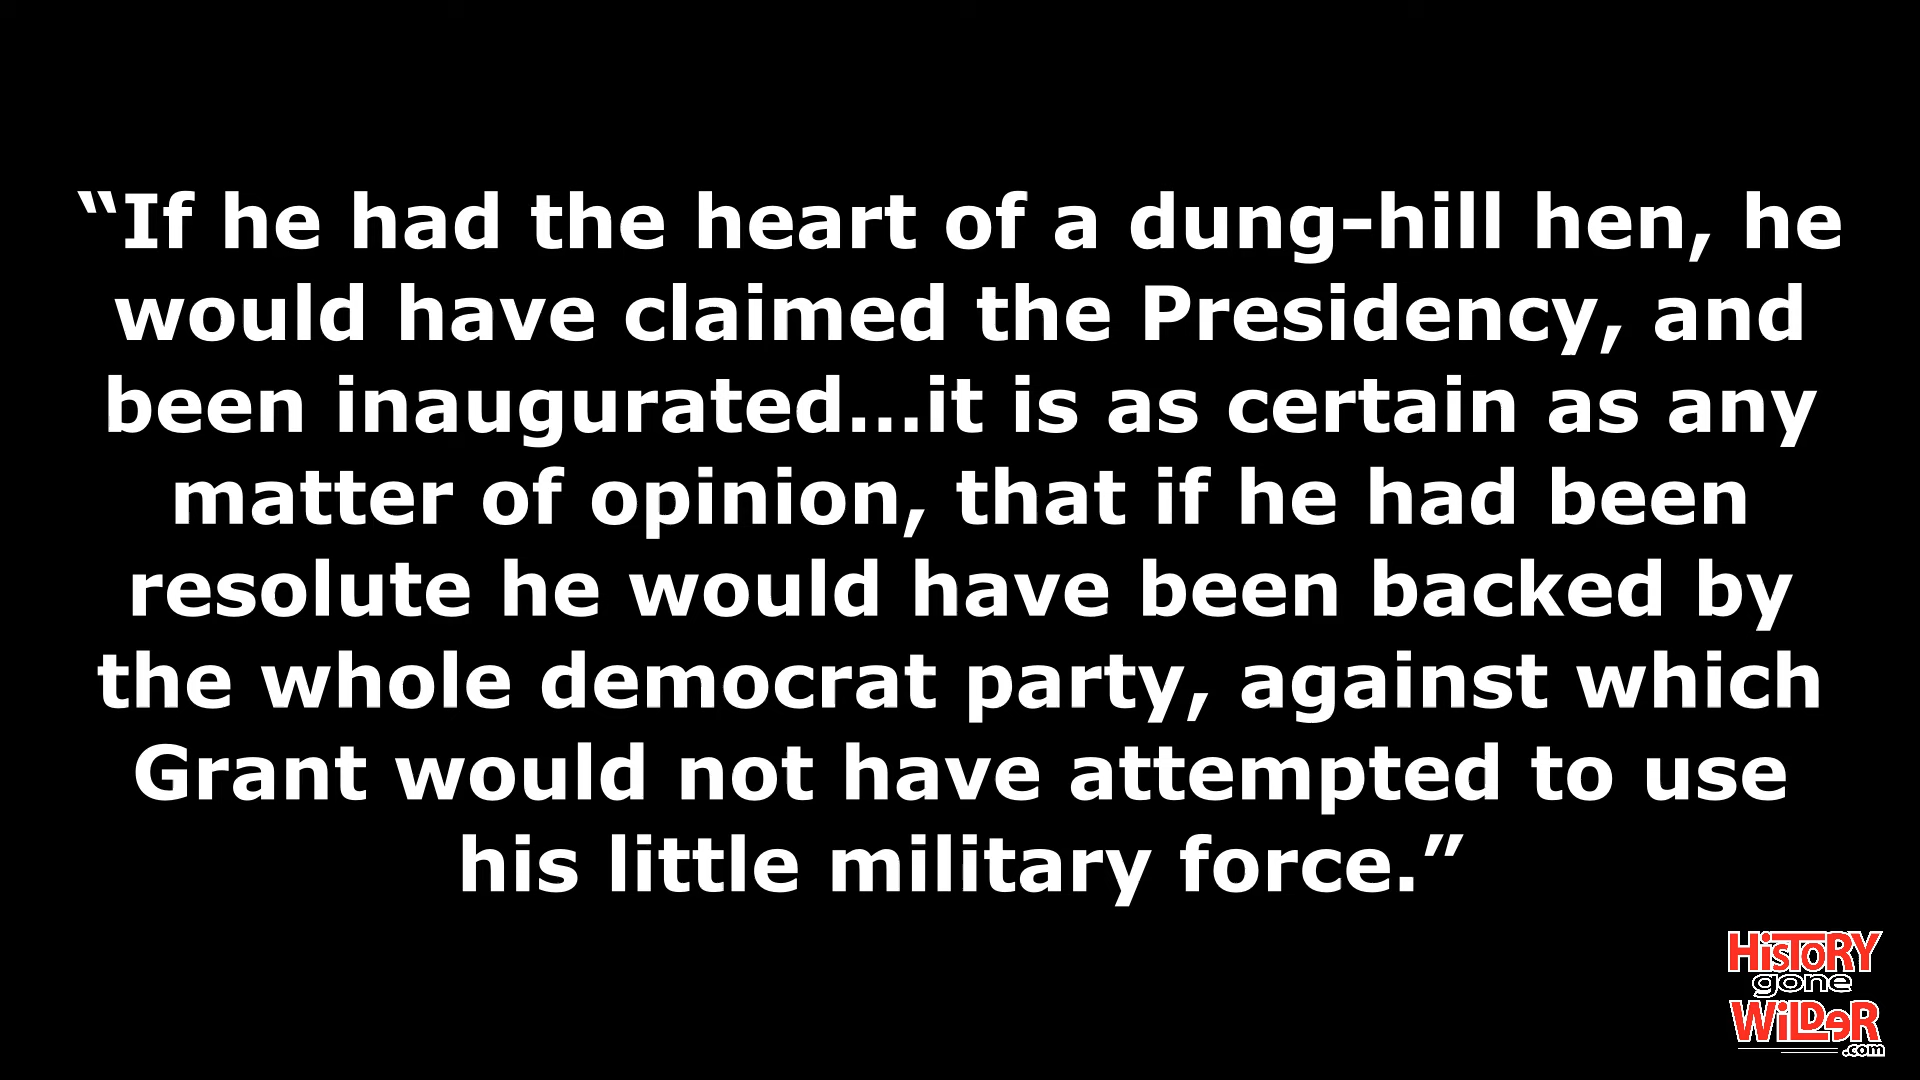 “If he had the heart of a dung-hill hen, he
would have claimed the Presidency, and
been inaugurated...it is as certain as any
matter of opinion, that if he had been
resolute he would have been backed by
the whole democrat party, against which
Grant would not have attempted to use
his little military force.”
HiSTORY
gone
WiLDeR
.com